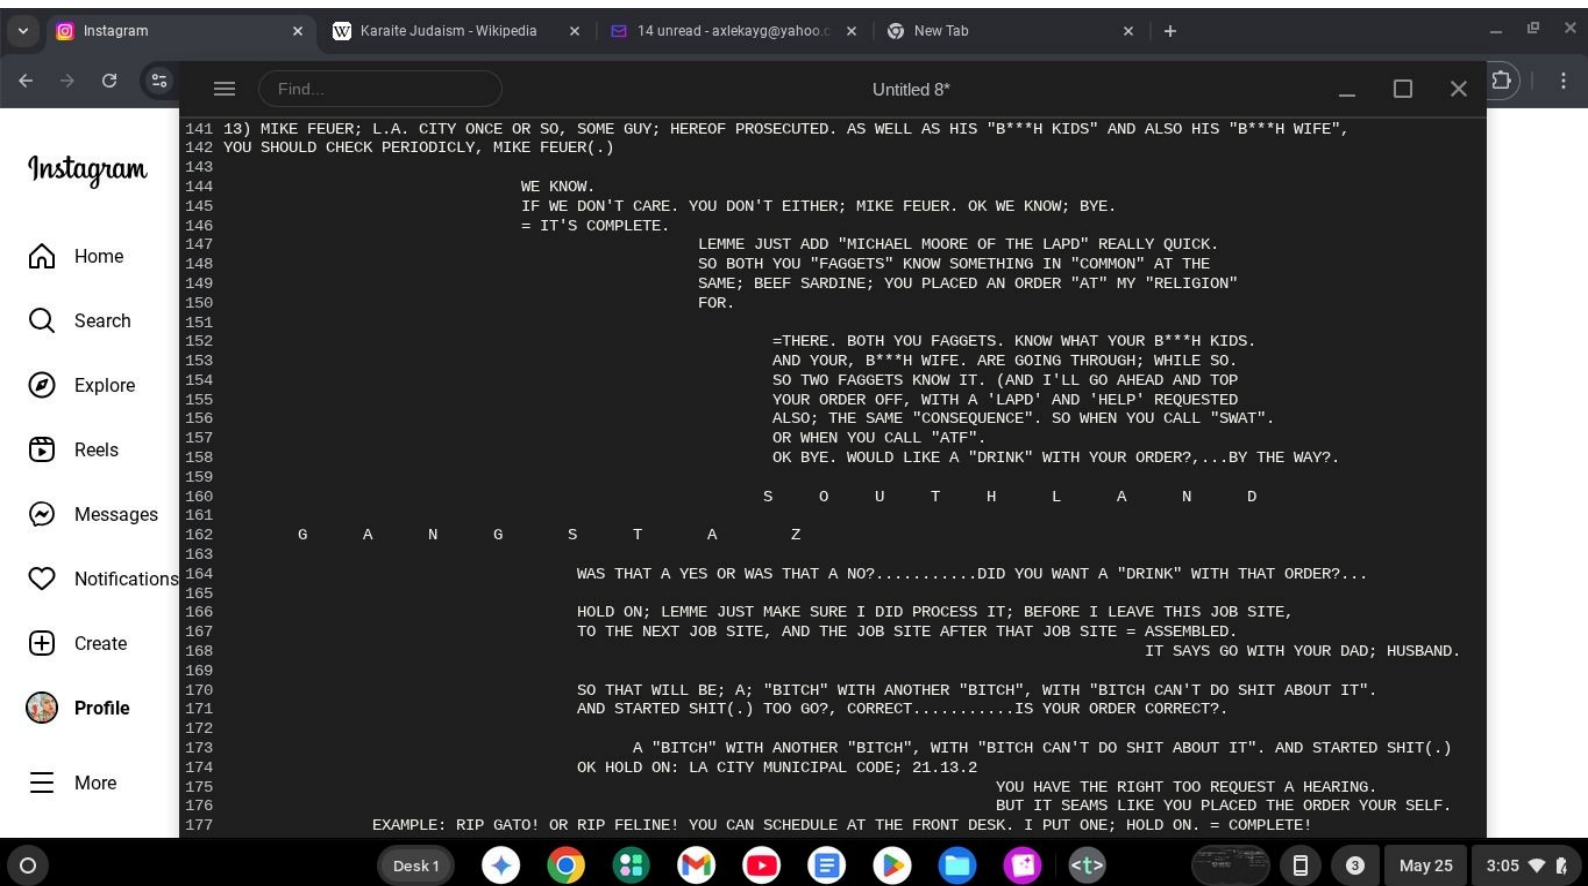 Instagram
Karaite Judaism - Wikipedia
14 unread - axlekayg@yahoo.c
New Tab
Find...
Untitled 8*
Instagram
Home
Search
Explore
Reels
Messages
Notifications
Create
Profile
More
141 13) MIKE FEUER; L.A. CITY ONCE OR SO, SOME GUY; HEREOF PROSECUTED. AS WELL AS HIS "B***H KIDS" AND ALSO HIS "B***H WIFE",
142 YOU SHOULD CHECK PERIODICLY, MIKE FEUER(.)
143
144 WE KNOW.
145 IF WE DON'T CARE. YOU DON'T EITHER; MIKE FEUER. OK WE KNOW; BYE.
146 = IT'S COMPLETE.
147 LEMME JUST ADD "MICHAEL MOORE OF THE LAPD" REALLY QUICK.
148 SO BOTH YOU "FAGGETS" KNOW SOMETHING IN "COMMON" AT THE
149 SAME; BEEF SARDINE; YOU PLACED AN ORDER "AT" MY "RELIGION"
150 FOR.
151
152 =THERE. BOTH YOU FAGGETS. KNOW WHAT YOUR B***H KIDS.
153 AND YOUR, B***H WIFE. ARE GOING THROUGH; WHILE SO.
154 SO TWO FAGGETS KNOW IT. (AND I'LL GO AHEAD AND TOP
155 YOUR ORDER OFF, WITH A 'LAPD' AND 'HELP' REQUESTED
156 ALSO; THE SAME "CONSEQUENCE". SO WHEN YOU CALL "SWAT".
157 OR WHEN YOU CALL "ATF".
158 OK BYE. WOULD LIKE A "DRINK" WITH YOUR ORDER?,...BY THE WAY?.
159
160 S O U T H L A N D
161
162 G A N G S T A Z
163
164 WAS THAT A YES OR WAS THAT A NO?...........DID YOU WANT A "DRINK" WITH THAT ORDER?...
165
166 HOLD ON; LEMME JUST MAKE SURE I DID PROCESS IT; BEFORE I LEAVE THIS JOB SITE,
167 TO THE NEXT JOB SITE, AND THE JOB SITE AFTER THAT JOB SITE = ASSEMBLED.
168 IT SAYS GO WITH YOUR DAD; HUSBAND.
169
170 SO THAT WILL BE; A; "BITCH" WITH ANOTHER "BITCH", WITH "BITCH CAN'T DO SHIT ABOUT IT".
171 AND STARTED SHIT(.) TOO GO?, CORRECT...........IS YOUR ORDER CORRECT?.
172
173 A "BITCH" WITH ANOTHER "BITCH", WITH "BITCH CAN'T DO SHIT ABOUT IT". AND STARTED SHIT(.)
174 OK HOLD ON: LA CITY MUNICIPAL CODE; 21.13.2
175 YOU HAVE THE RIGHT TOO REQUEST A HEARING.
176 BUT IT SEAMS LIKE YOU PLACED THE ORDER YOUR SELF.
177 EXAMPLE: RIP GATO! OR RIP FELINE! YOU CAN SCHEDULE AT THE FRONT DESK. I PUT ONE; HOLD ON. = COMPLETE!
Desk 1
<t>
3
May 25
3:05